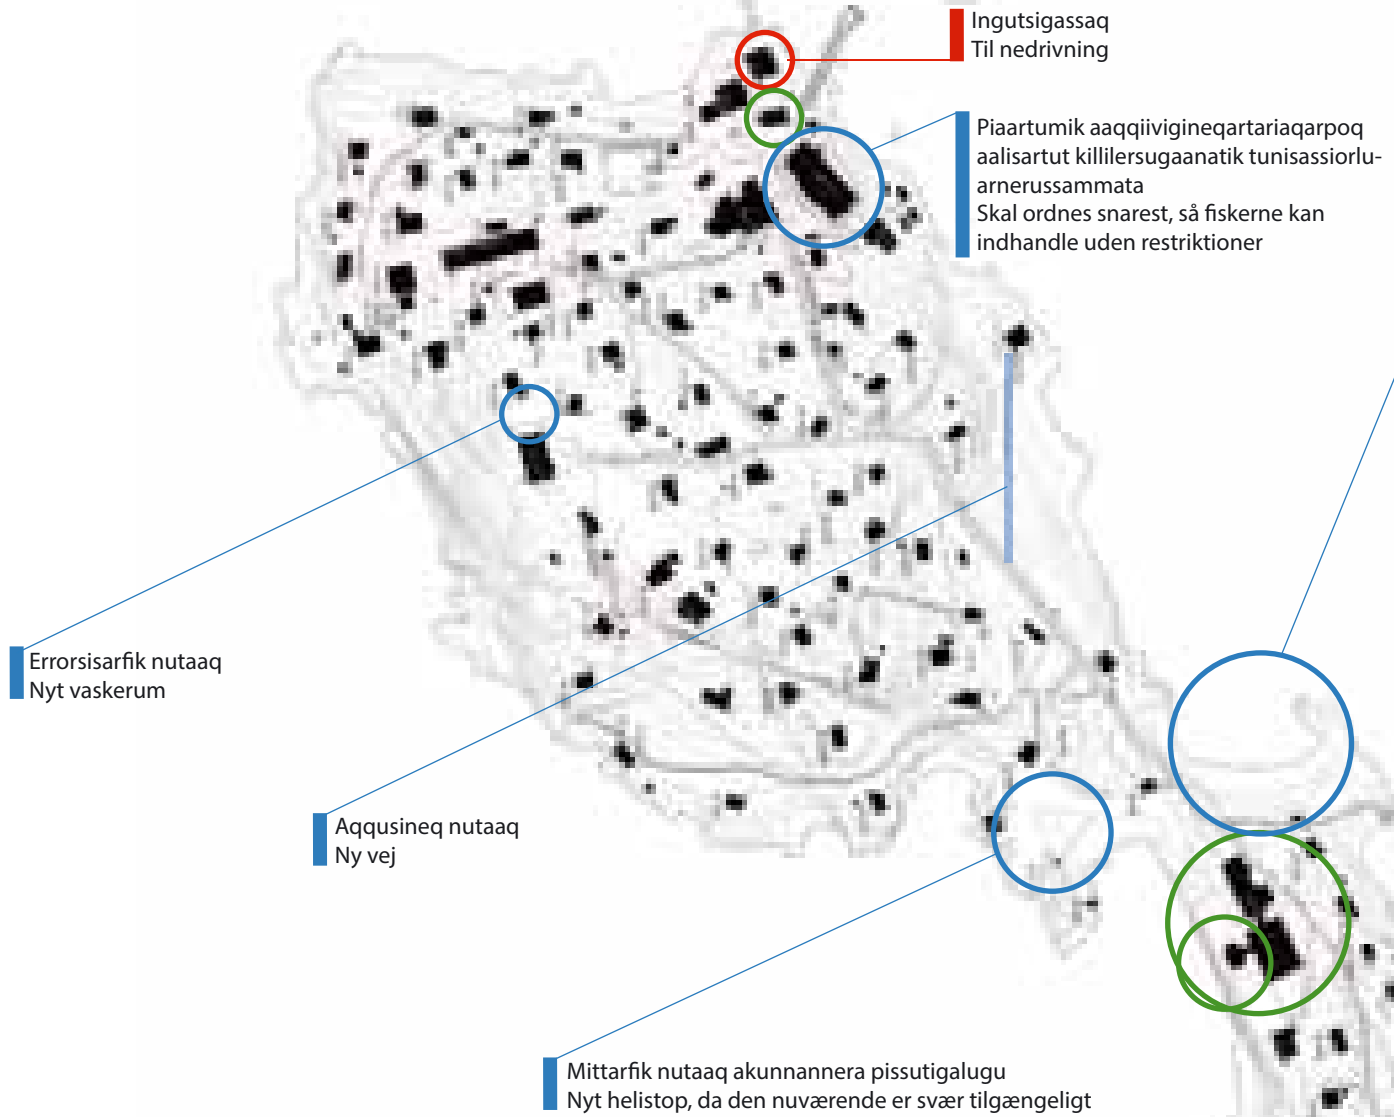 Ingutsigassaq
Til nedrivning
Piaartumik aaqqiivigineqartariaqarpoq
aalisartut killilersugaanatik tunisassiorlu-
arnerussammata
Skal ordnes snarest, så fiskerne kan
indhandle uden restriktioner
Errorsisarfik nutaaq
Nyt vaskerum
Aqqusineq nutaaq
Ny vej
Mittarfik nutaaq akunnannera pissutigalugu
Nyt helistop, da den nuværende er svær tilgængeligt